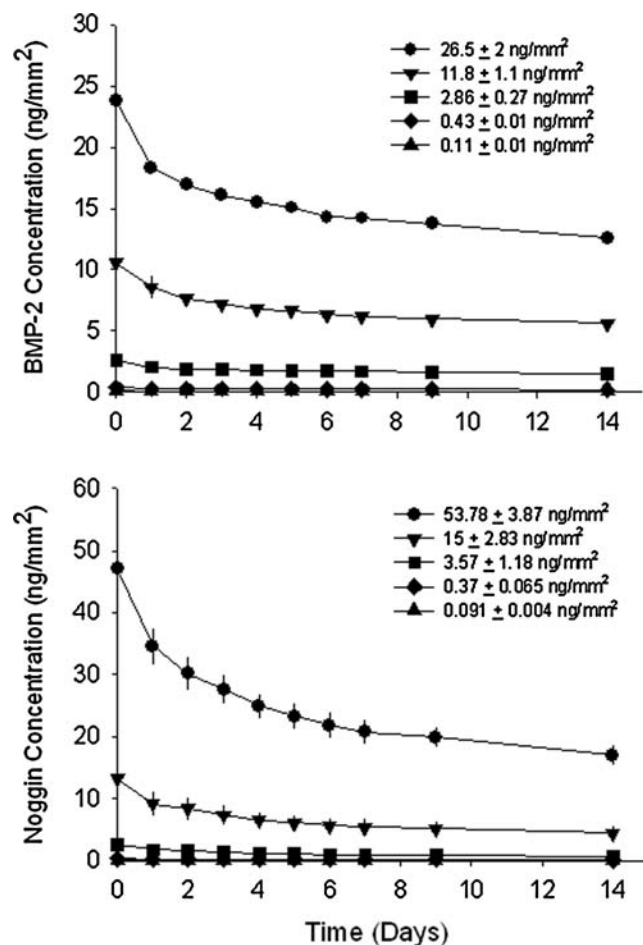 BMP-2 Concentration (ng/mm²)
30
25
20
15
10
5
0
26.5 ± 2 ng/mm²
11.8 ± 1.1 ng/mm²
2.86 ± 0.27 ng/mm²
0.43 ± 0.01 ng/mm²
0.11 ± 0.01 ng/mm²
0 2 4 6 8 10 12 14
Noggin Concentration (ng/mm²)
60
50
40
30
20
10
0
53.78 ± 3.87 ng/mm²
15 ± 2.83 ng/mm²
3.57 ± 1.18 ng/mm²
0.37 ± 0.065 ng/mm²
0.091 ± 0.004 ng/mm²
0 2 4 6 8 10 12 14
Time (Days)